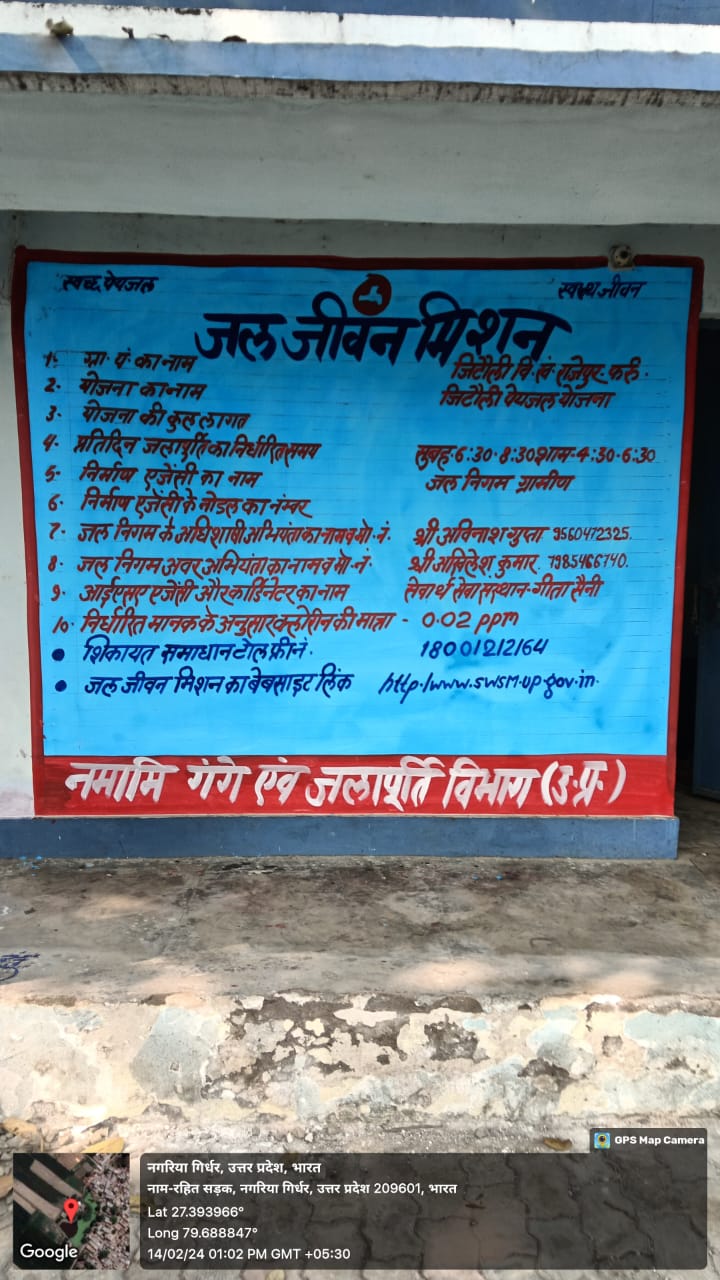 स्वच्छ पेयजल
स्वस्थ जीवन
जल जीवन मिशन
1. ग्रा. पं. का नाम जिटौली वि.खं. राजेपुर फर्रु.
2. योजना का नाम जिटौली पेयजल योजना
3. योजना की कुल लागत
4. प्रतिदिन जलापूर्ति का निर्धारित समय सुबह-6:30-8:30 शाम-4:30-6:30
5. निर्माण एजेंसी का नाम जल निगम ग्रामीण
6. निर्माण एजेंसी के नोडल का नम्बर
7. जल निगम के अधिशाषी अभियंता का नाम व मो. नं. श्री अविनाश गुप्ता 9560472325.
8. जल निगम अवर अभियंता का नाम व मो. नं. श्री अखिलेश कुमार 7985466740.
9. आईएसए एजेंसी और कार्डिनेटर का नाम सेवार्थ सेवा संस्थान-गीता सैनी
10. निर्धारित मानक के अनुसार क्लोरीन की मात्रा - 0.02 ppm
• शिकायत समाधान टोल फ्री नं. 18001212164
• जल जीवन मिशन का बेबसाइट लिंक http./www.swsm.up.gov.in.
नमामि गंगे एंव जलापूर्ति विभाग (उ.प्र.)
GPS Map Camera
नगरिया गिर्धर, उत्तर प्रदेश, भारत
नाम-रहित सड़क, नगरिया गिर्धर, उत्तर प्रदेश 209601, भारत
Lat 27.393966°
Long 79.688847°
14/02/24 01:02 PM GMT +05:30
Google